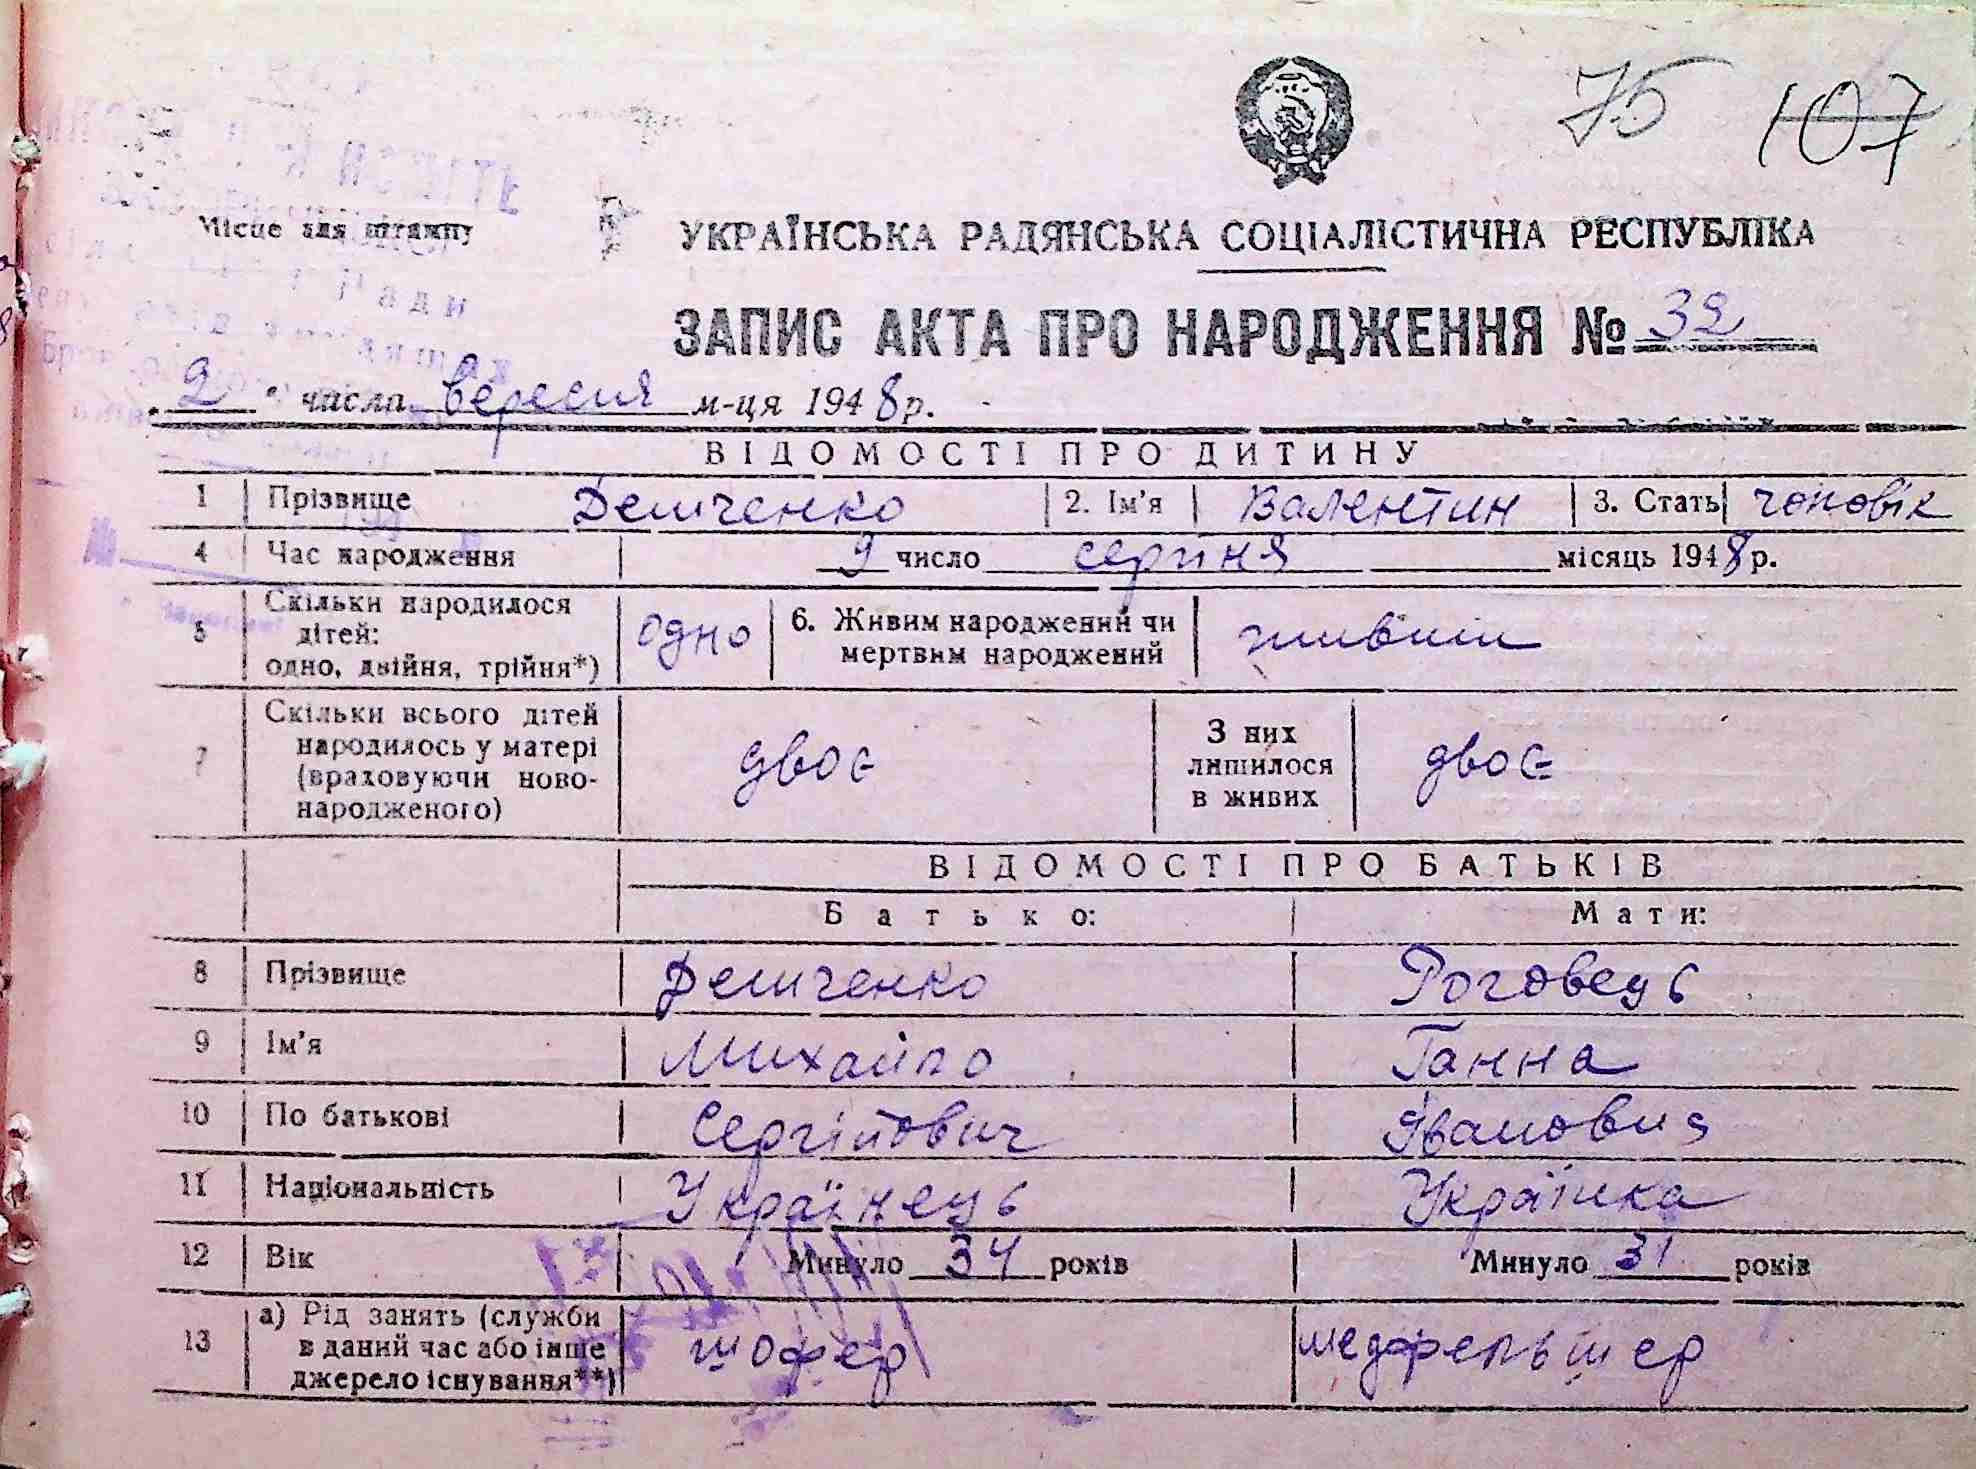 75 107
Місце для штампу
УКРАЇНСЬКА РАДЯНСЬКА СОЦІАЛІСТИЧНА РЕСПУБЛІКА
ЗАПИС АКТА ПРО НАРОДЖЕННЯ № 32
"2" числа вересня м-ця 1948 р.
ВІДОМОСТІ ПРО ДИТИНУ
1 Прізвище Демченко 2. Ім'я Валентин 3. Стать чоловік
4 Час народження 9 число серпня місяць 1948 р.
5 Скільки народилося дітей: одно, двійня, трійня*) одно 6. Живим народжений чи мертвим народжений живим
7 Скільки всього дітей народилось у матері (враховуючи новонародженого) двоє З них лишилося в живих двоє
ВІДОМОСТІ ПРО БАТЬКІВ
Батько: Мати:
8 Прізвище Демченко Роговець
9 Ім'я Михайло Ганна
10 По батькові Сергійович Івановна
11 Національність Українець Українка
12 Вік Минуло 34 років Минуло 31 років
13 а) Рід занять (служби в даний час або інше джерело існування**) шофер медфельшер